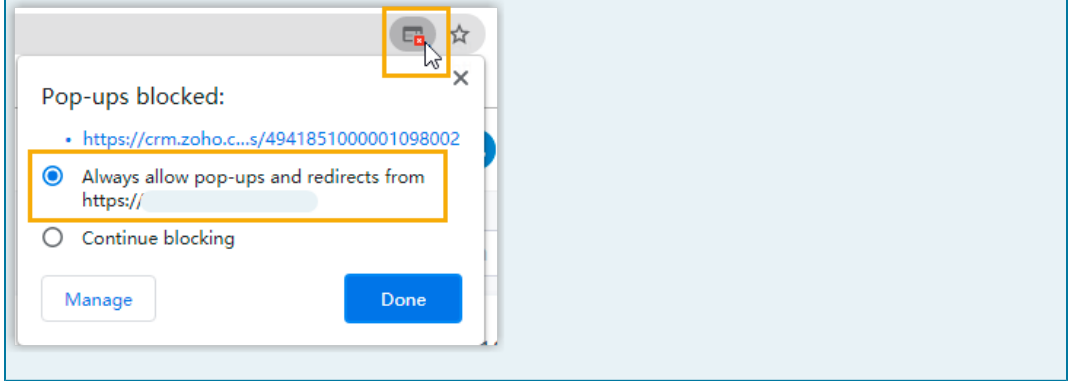 Pop-ups blocked:
• https://crm.zoho.c...s/4941851000001098002
Always allow pop-ups and redirects from
https://
Continue blocking
Manage
Done